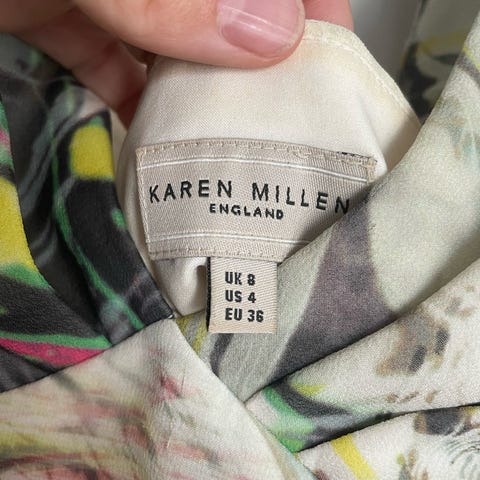 KAREN MILLEN
ENGLAND
UK 8
US 4
EU 36